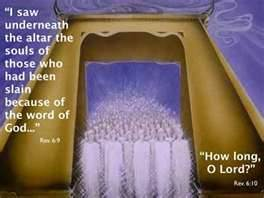 “I saw
underneath
the altar the
souls of
those who
had been
slain
because of
the word of
God...”
Rev. 6:9
“How long,
O Lord?”
Rev. 6:10